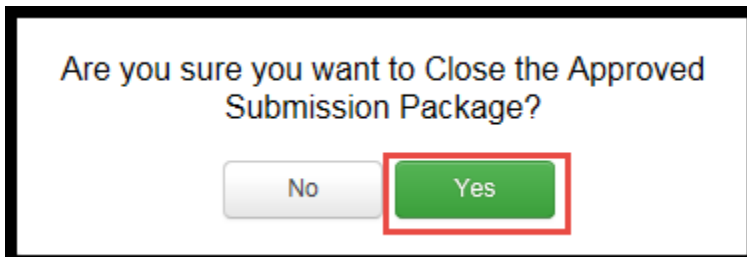 Are you sure you want to Close the Approved
Submission Package?
No Yes